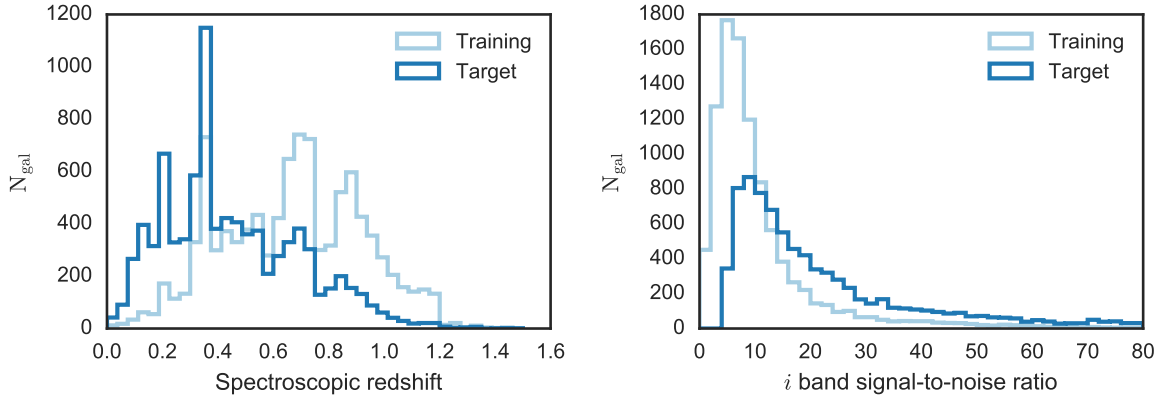 1200
1000
800
600
400
200
0
N_gal
0.0 0.2 0.4 0.6 0.8 1.0 1.2 1.4 1.6
Spectroscopic redshift
Training
Target
1800
1600
1400
1200
1000
800
600
400
200
0
N_gal
0 10 20 30 40 50 60 70 80
i band signal-to-noise ratio
Training
Target